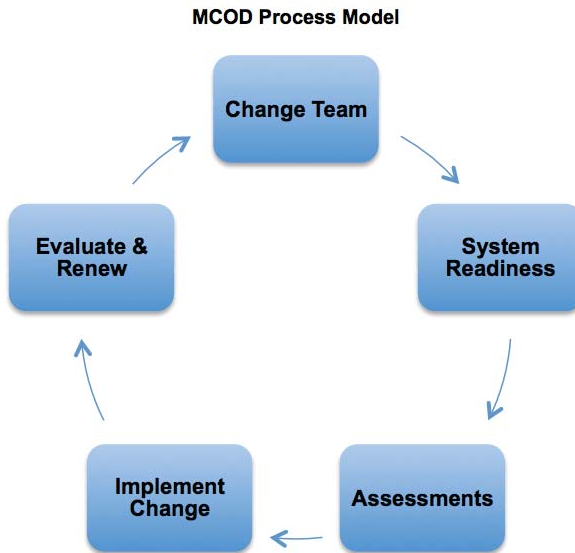 MCOD Process Model
Change Team
System
Readiness
Assessments
Implement
Change
Evaluate &
Renew